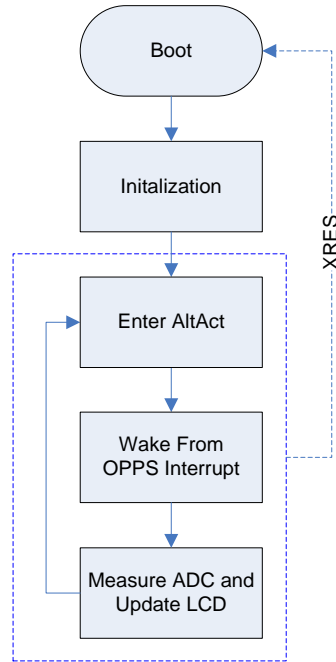 Boot
Initalization
XRES
Enter AltAct
Wake From
OPPS Interrupt
Measure ADC and
Update LCD